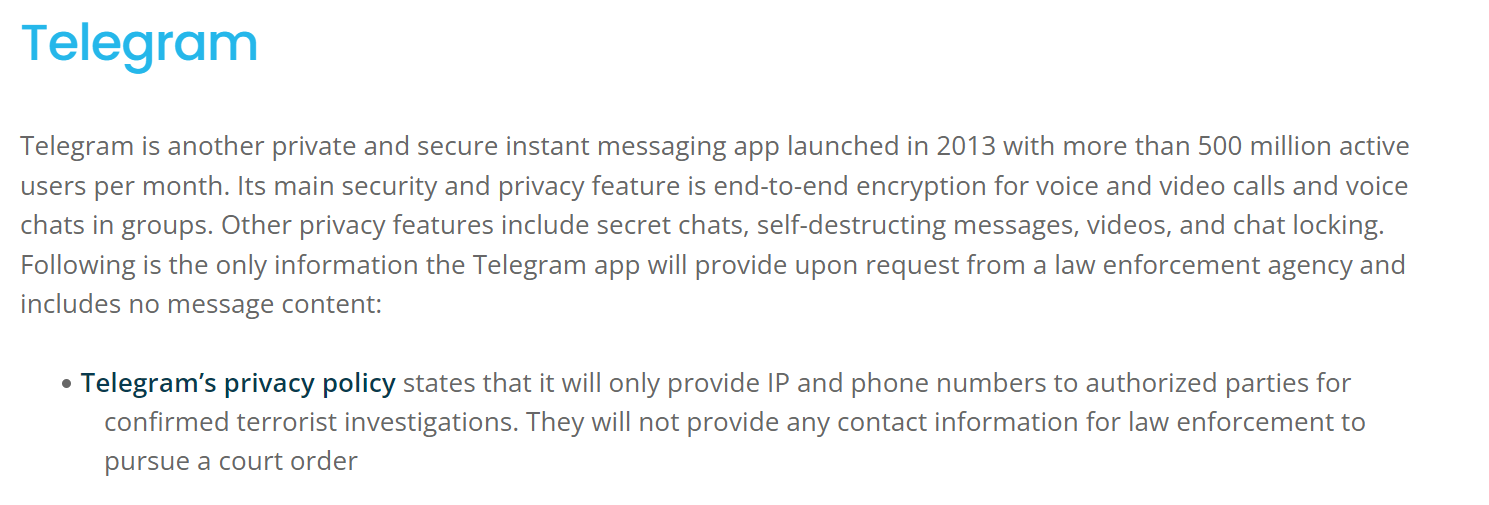 Telegram
Telegram is another private and secure instant messaging app launched in 2013 with more than 500 million active
users per month. Its main security and privacy feature is end-to-end encryption for voice and video calls and voice
chats in groups. Other privacy features include secret chats, self-destructing messages, videos, and chat locking.
Following is the only information the Telegram app will provide upon request from a law enforcement agency and
includes no message content:
• Telegram’s privacy policy states that it will only provide IP and phone numbers to authorized parties for
confirmed terrorist investigations. They will not provide any contact information for law enforcement to
pursue a court order